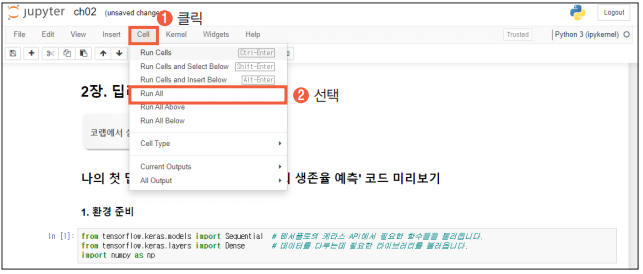 jupyter ch02 (unsaved changes)
1 클릭
Logout
File Edit View Insert Cell Kernel Widgets Help
Trusted
Python 3 (ipykernel)
Run Cells Ctrl-Enter
Run Cells and Select Below Shift-Enter
Run Cells and Insert Below Alt-Enter
Run All
2 선택
Run All Above
Run All Below
Cell Type
Current Outputs
All Output
2장. 딥
코랩에서
나의 첫 생존율 예측' 코드 미리보기
1. 환경 준비
In [1]: from tensorflow.keras.models import Sequential # 텐서플로의 케라스 API에서 필요한 함수들을 불러옵니다.
from tensorflow.keras.layers import Dense # 데이터를 다루는데 필요한 라이브러리를 불러옵니다.
import numpy as np